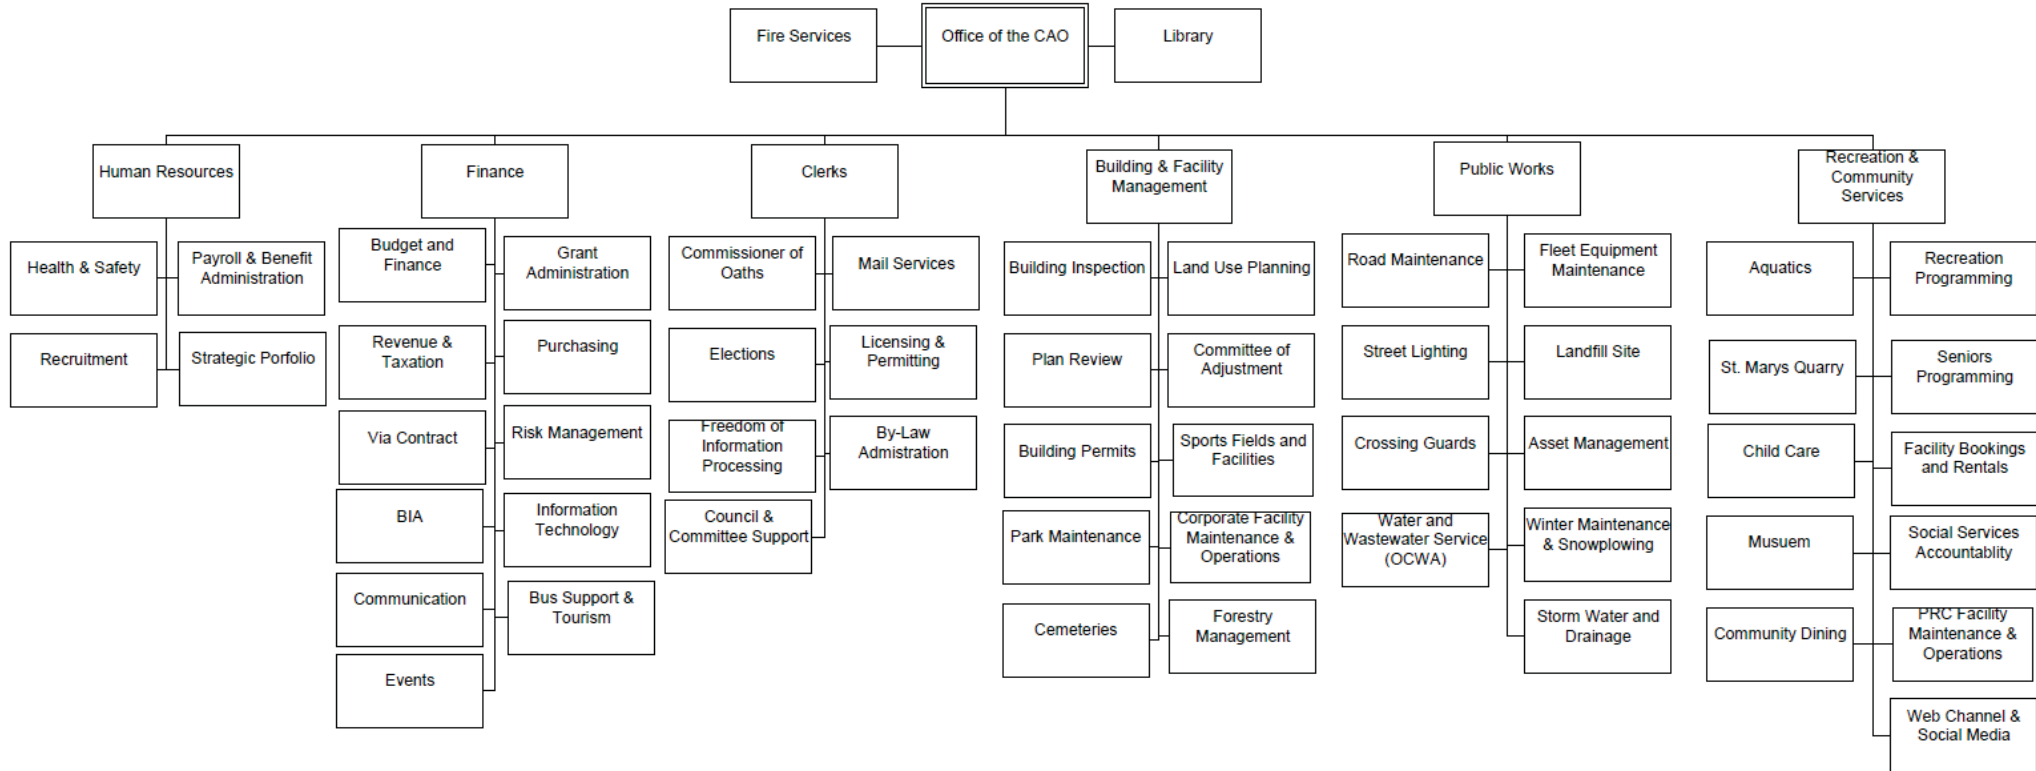 Fire Services
Office of the CAO
Library
Human Resources
Finance
Clerks
Building & Facility
Management
Public Works
Recreation &
Community
Services
Health & Safety
Payroll & Benefit
Administration
Recruitment
Strategic Porfolio
Budget and
Finance
Grant
Administration
Revenue &
Taxation
Purchasing
Via Contract
Risk Management
BIA
Information
Technology
Communication
Bus Support &
Tourism
Events
Commissioner of
Oaths
Mail Services
Elections
Licensing &
Permitting
Freedom of
Information
Processing
By-Law
Admistration
Council &
Committee Support
Building Inspection
Land Use Planning
Plan Review
Committee of
Adjustment
Building Permits
Sports Fields and
Facilities
Park Maintenance
Corporate Facility
Maintenance &
Operations
Cemeteries
Forestry
Management
Road Maintenance
Fleet Equipment
Maintenance
Street Lighting
Landfill Site
Crossing Guards
Asset Management
Water and
Wastewater Service
(OCWA)
Winter Maintenance
& Snowplowing
Storm Water and
Drainage
Aquatics
Recreation
Programming
St. Marys Quarry
Seniors
Programming
Child Care
Facility Bookings
and Rentals
Musuem
Social Services
Accountablity
Community Dining
PRC Facility
Maintenance &
Operations
Web Channel &
Social Media